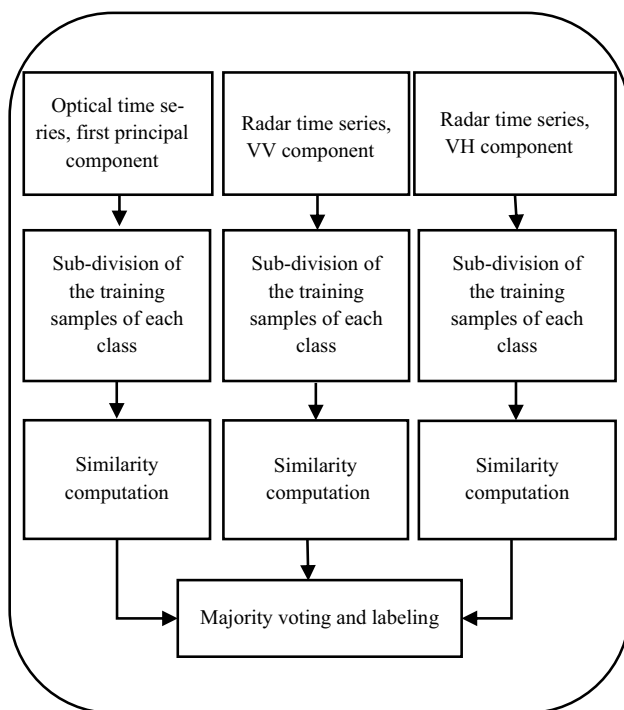 Optical time se-
ries, first principal
component
Radar time series,
VV component
Radar time series,
VH component
Sub-division of
the training
samples of each
class
Sub-division of
the training
samples of each
class
Sub-division of
the training
samples of each
class
Similarity
computation
Similarity
computation
Similarity
computation
Majority voting and labeling